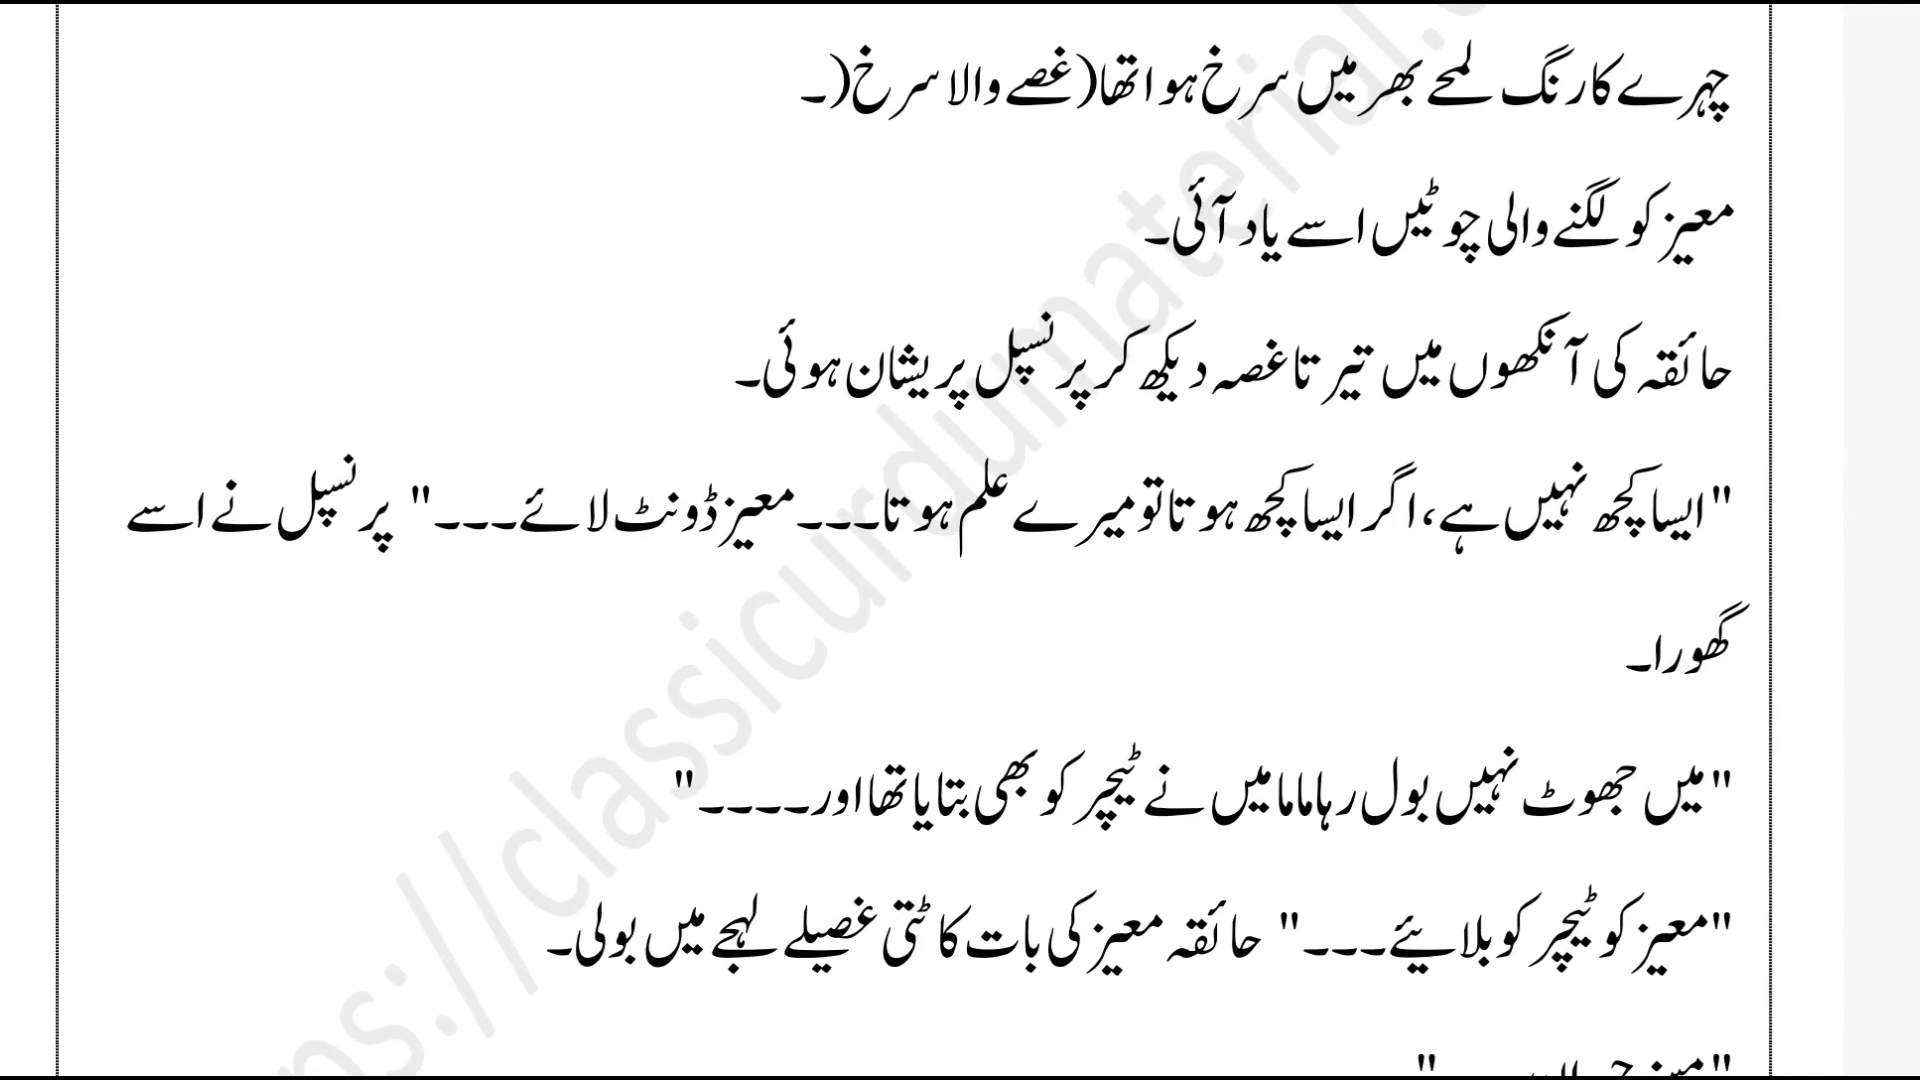 چہرے کا رنگ لمحے بھر میں سرخ ہوا تھا(غصے والا سرخ(۔
معیز کو لگنے والی چوٹیں اسے یاد آئی۔
حائقہ کی آنکھوں میں تیرتا غصہ دیکھ کر پرنسپل پریشان ہوئی۔
"ایسا کچھ نہیں ہے، اگر ایسا کچھ ہوتا تو میرے علم ہوتا۔۔۔معیز ڈونٹ لائے۔۔۔" پرنسپل نے اسے
گھورا۔
"میں جھوٹ نہیں بول رہا ماما میں نے ٹیچر کو بھی بتایا تھا اور۔۔۔۔"
"معیز کو ٹیچر کو بلائیے۔۔۔" حائقہ معیز کی بات کاٹتی غصیلے لہجے میں بولی۔
ps://classicurdumaterial.